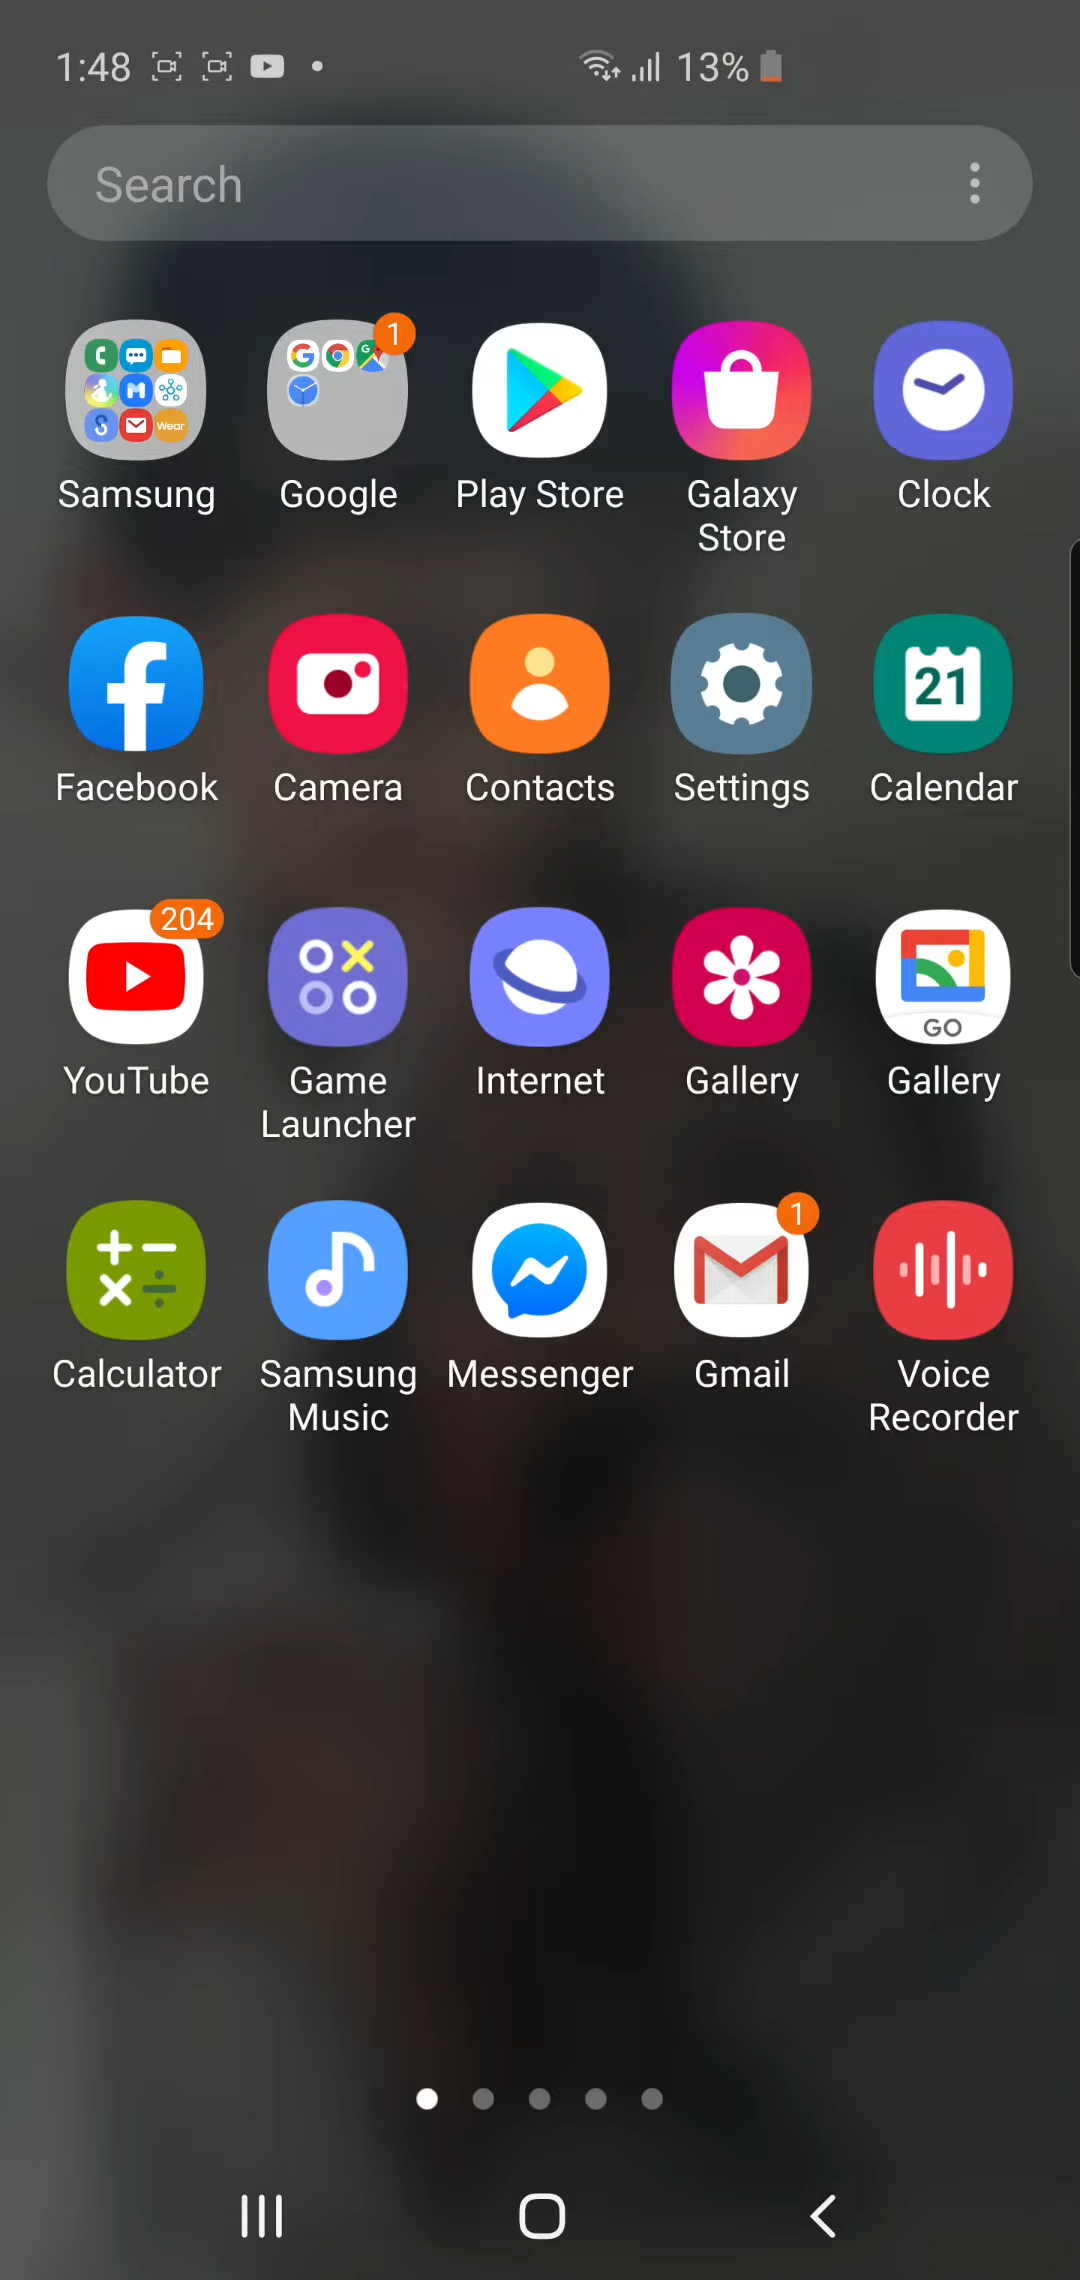 1:48 13%
Search
1
Wear
Samsung Google Play Store Galaxy Store Clock
21
Facebook Camera Contacts Settings Calendar
204
GO
YouTube Game Launcher Internet Gallery Gallery
1
Calculator Samsung Music Messenger Gmail Voice Recorder